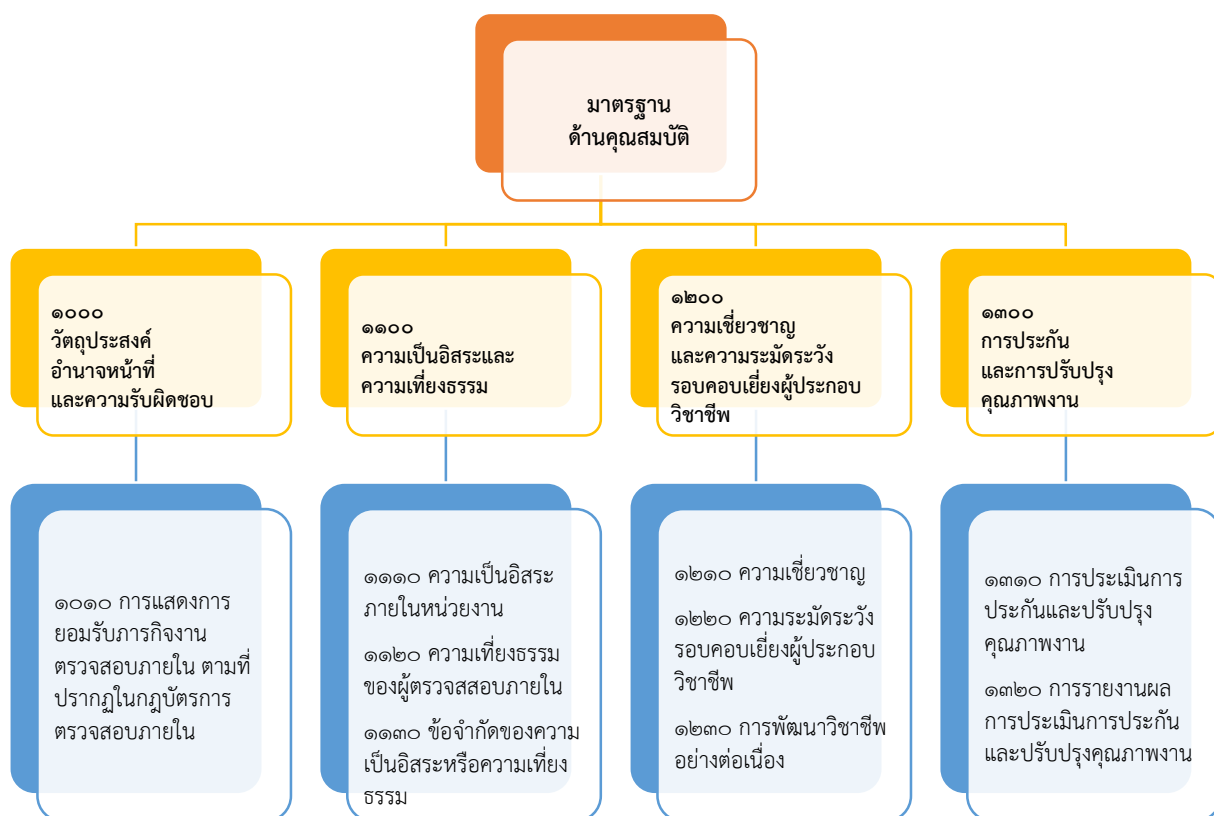 มาตรฐาน
ด้านคุณสมบัติ
๑๐๐๐
วัตถุประสงค์
อำนาจหน้าที่
และความรับผิดชอบ
๑๑๐๐
ความเป็นอิสระและ
ความเที่ยงธรรม
๑๒๐๐
ความเชี่ยวชาญ
และความระมัดระวัง
รอบคอบเยี่ยงผู้ประกอบ
วิชาชีพ
๑๓๐๐
การประกัน
และการปรับปรุง
คุณภาพงาน
๑๐๑๐ การแสดงการ
ยอมรับภารกิจงาน
ตรวจสอบภายใน ตามที่
ปรากฏในกฎบัตรการ
ตรวจสอบภายใน
๑๑๑๐ ความเป็นอิสระ
ภายในหน่วยงาน
๑๑๒๐ ความเที่ยงธรรม
ของผู้ตรวจสสอบภายใน
๑๑๓๐ ข้อจำกัดของความ
เป็นอิสระหรือความเที่ยง
ธรรม
๑๒๑๐ ความเชี่ยวชาญ
๑๒๒๐ ความระมัดระวัง
รอบคอบเยี่ยงผู้ประกอบ
วิชาชีพ
๑๒๓๐ การพัฒนาวิชาชีพ
อย่างต่อเนื่อง
๑๓๑๐ การประเมินการ
ประกันและปรับปรุง
คุณภาพงาน
๑๓๒๐ การรายงานผล
การประเมินการประกัน
และปรับปรุงคุณภาพงาน